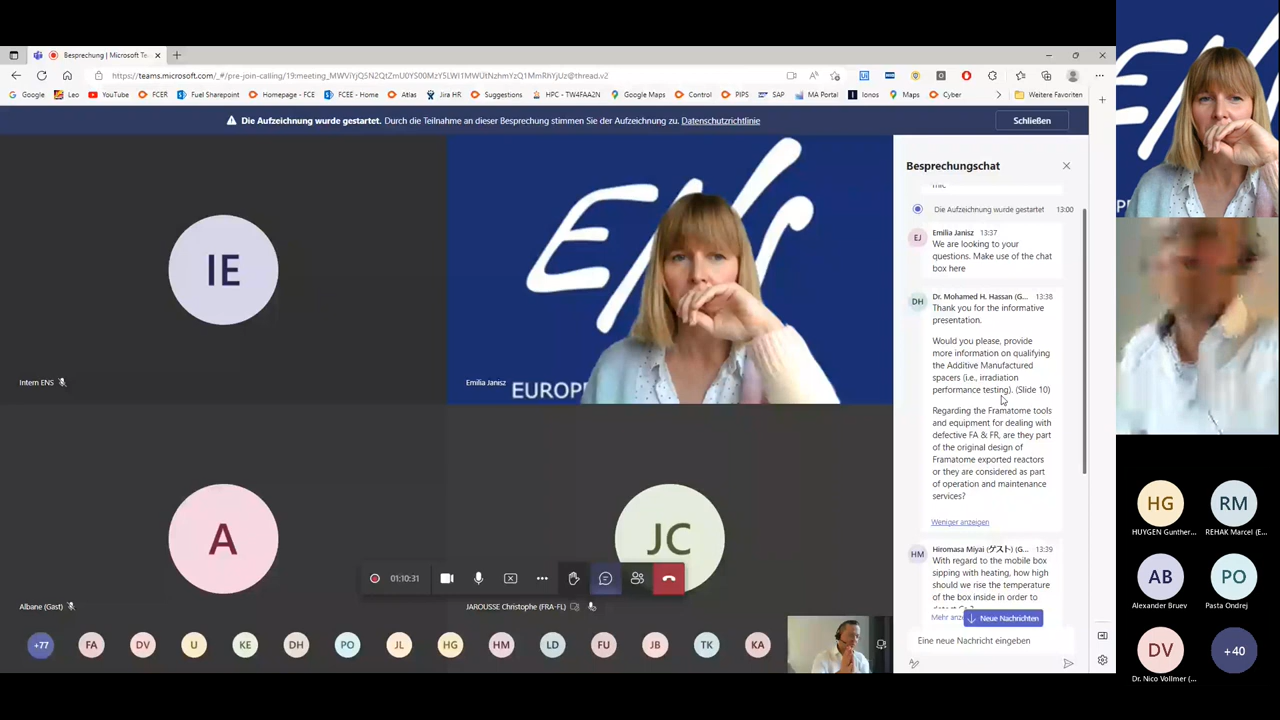 Besprechung | Microsoft Te
https://teams.microsoft.com/_#/pre-join-calling/19:meeting_MWViYjQ5N2QtZmU0YS00MzY5LWI1MWUtNzhmYzQ1MmRhYjUz@thread.v2
Google Leo YouTube FCER Fuel Sharepoint Homepage - FCE FCEE - Home Atlas Jira HR Suggestions HPC - TW4FAA2N Google Maps Control PIPS SAP MA Portal Ionos Maps Cyber Weitere Favoriten
Die Aufzeichnung wurde gestartet. Durch die Teilnahme an dieser Besprechung stimmen Sie der Aufzeichnung zu. Datenschutzrichtlinie
Schließen
IE
Intern ENS
ENS
EUROPE
Emilia Janisz
A
Albane (Gast)
JC
JAROUSSE Christophe (FRA-FL)
01:10:31
+77 FA DV U KE DH PO JL HG HM LD FU JB TK KA
Besprechungschat
Die Aufzeichnung wurde gestartet 13:00
EJ
Emilia Janisz 13:37
We are looking to your
questions. Make use of the chat
box here
DH
Dr. Mohamed H. Hassan (G... 13:38
Thank you for the informative
presentation.
Would you please, provide
more information on qualifying
the Additive Manufactured
spacers (i.e., irradiation
performance testing). (Slide 10)
Regarding the Framatome tools
and equipment for dealing with
defective FA & FR, are they part
of the original design of
Framatome exported reactors
or they are considered as part
of operation and maintenance
services?
Weniger anzeigen
HM
Hiromasa Miyai (ゲスト) (G... 13:39
With regard to the mobile box
sipping with heating, how high
should we rise the temperature
of the box inside in order to
Mehr anze
Neue Nachrichten
Eine neue Nachricht eingeben
HG
HUYGEN Gunther...
RM
REHAK Marcel (E...
AB
Alexander Bruev
PO
Pasta Ondrej
DV
Dr. Nico Vollmer (...
+40